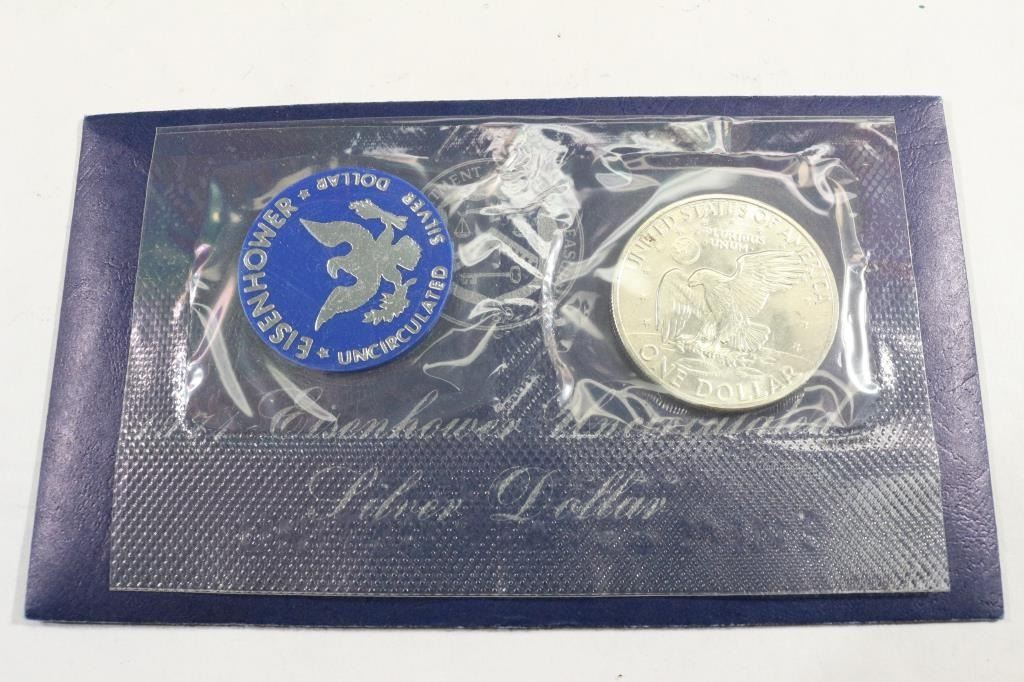 EISENHOWER
UNCIRCULATED
SILVER
DOLLAR
UNITED STATES OF AMERICA
PLURIBUS
UNUM
ONE DOLLAR
Eisenhower Uncirculated
Silver Dollar